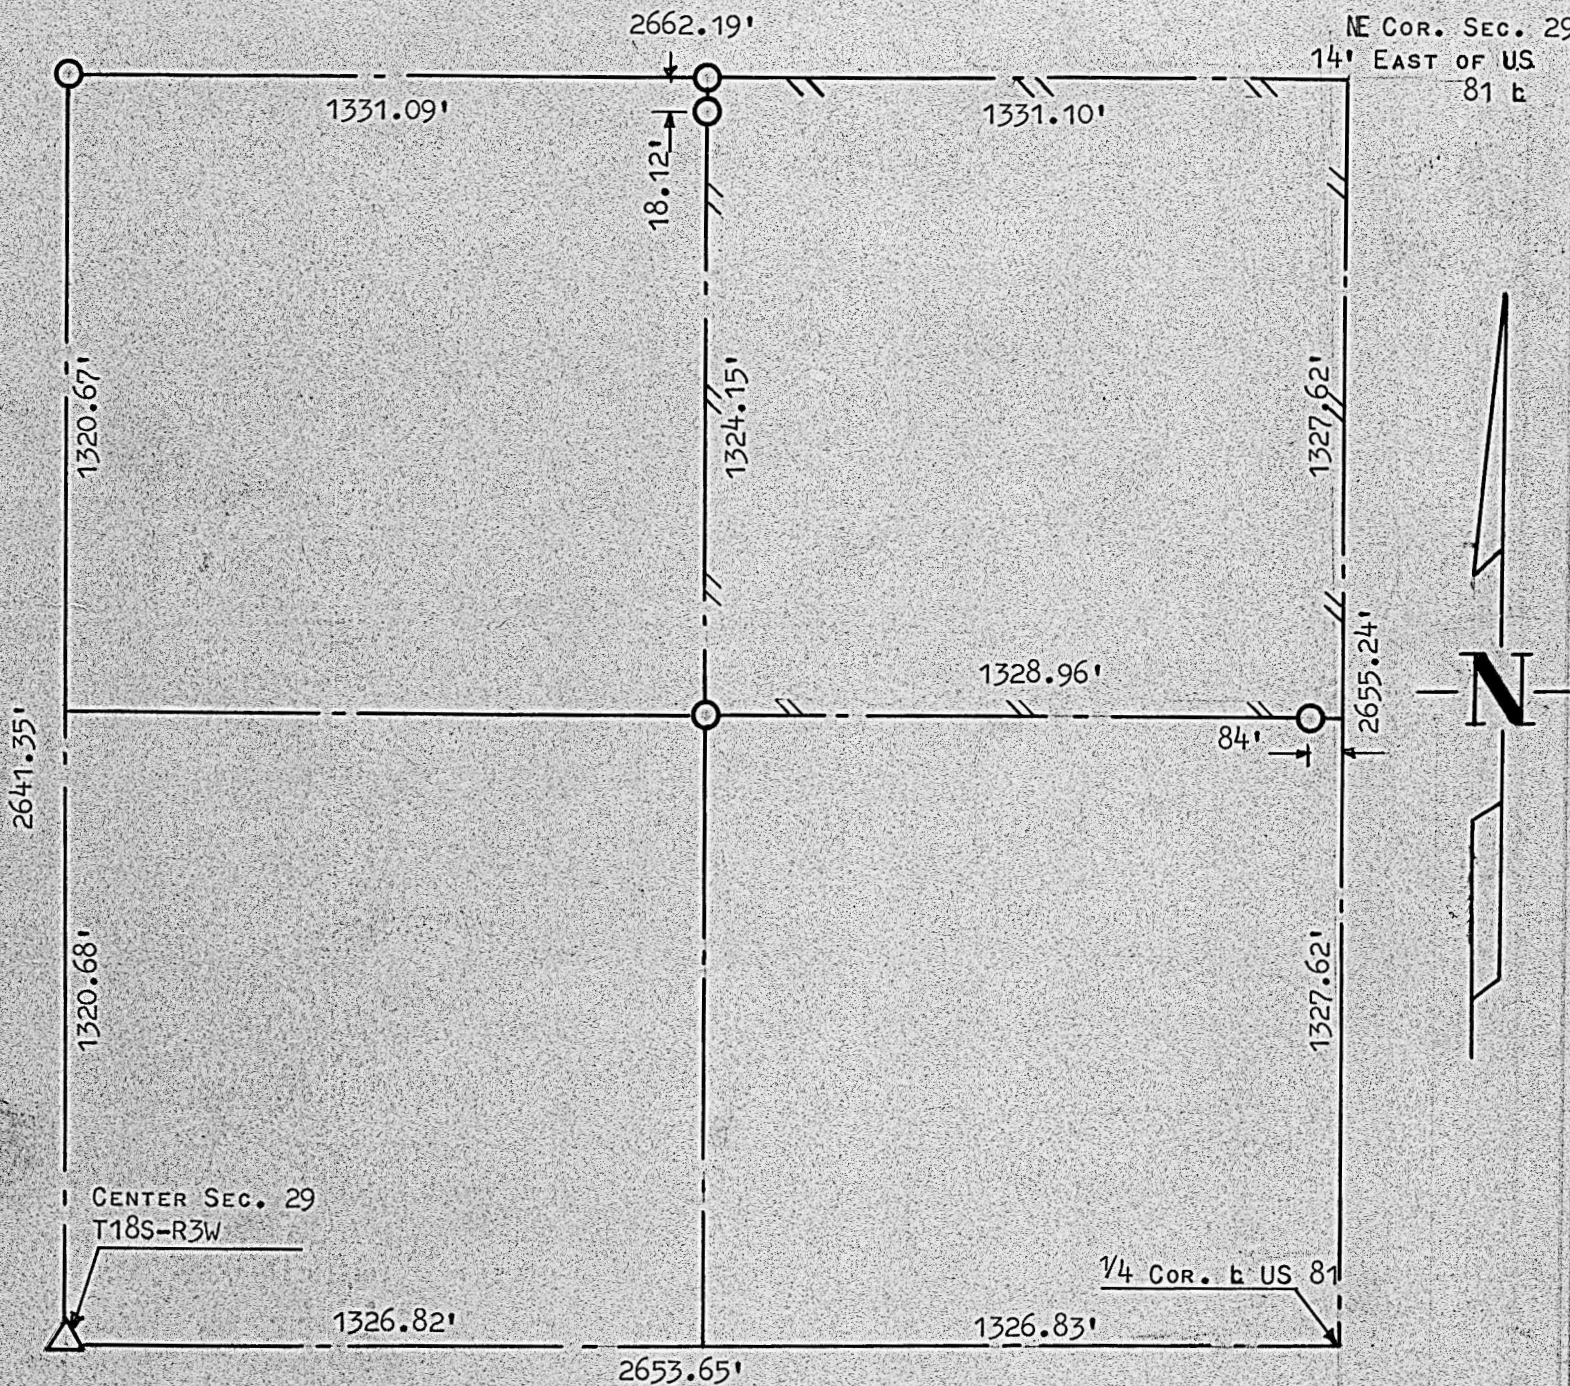 2662.19'
NE COR. SEC. 29
14' EAST OF U.S.
81 ℄
1331.09'
1331.10'
18.12'
1320.67'
1324.15'
1327.62'
1328.96'
2655.24'
84'
N
2641.35'
1320.68'
1327.62'
CENTER SEC. 29
T18S-R3W
1/4 COR. ℄ US 81
1326.82'
1326.83'
2653.65'